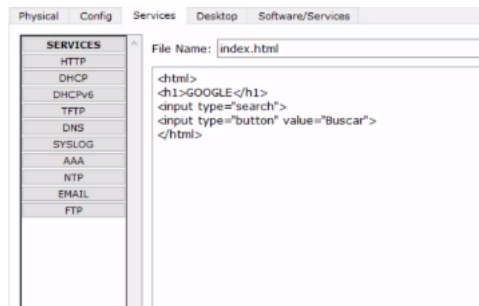 Physical Config Services Desktop Software/Services
SERVICES
HTTP
DHCP
DHCPv6
TFTP
DNS
SYSLOG
AAA
NTP
EMAIL
FTP
File Name: index.html
<html>
<h1>GOOGLE</h1>
<input type="search">
<input type="button" value="Buscar">
</html>